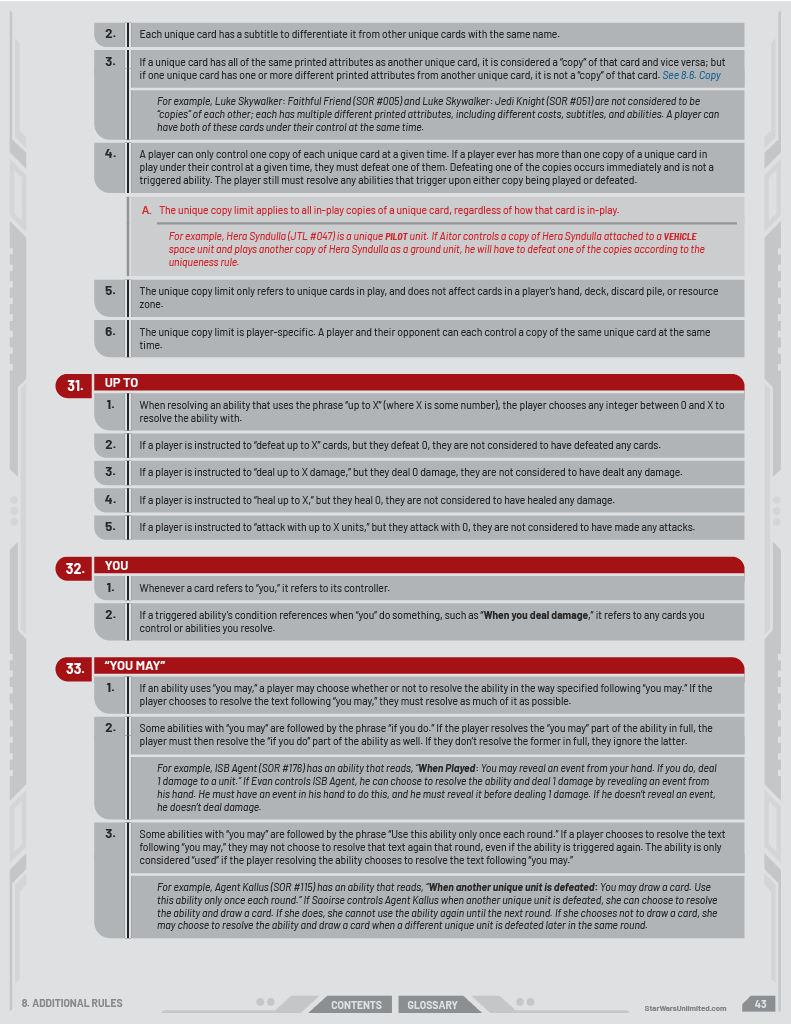 2. Each unique card has a subtitle to differentiate it from other unique cards with the same name.
3. If a unique card has all of the same printed attributes as another unique card, it is considered a “copy” of that card and vice versa; but
if one unique card has one or more different printed attributes from another unique card, it is not a “copy” of that card. See 8.6. Copy
For example, Luke Skywalker: Faithful Friend (SOR #005) and Luke Skywalker: Jedi Knight (SOR #051) are not considered to be
“copies” of each other; each has multiple different printed attributes, including different costs, subtitles, and abilities. A player can
have both of these cards under their control at the same time.
4. A player can only control one copy of each unique card at a given time. If a player ever has more than one copy of a unique card in
play under their control at a given time, they must defeat one of them. Defeating one of the copies occurs immediately and is not a
triggered ability. The player still must resolve any abilities that trigger upon either copy being played or defeated.
A. The unique copy limit applies to all in-play copies of a unique card, regardless of how that card is in-play.
For example, Hera Syndulla (JTL #047) is a unique PILOT unit. If Aitor controls a copy of Hera Syndulla attached to a VEHICLE
space unit and plays another copy of Hera Syndulla as a ground unit, he will have to defeat one of the copies according to the
uniqueness rule.
5. The unique copy limit only refers to unique cards in play, and does not affect cards in a player’s hand, deck, discard pile, or resource
zone.
6. The unique copy limit is player-specific. A player and their opponent can each control a copy of the same unique card at the same
time.
31. UP TO
1. When resolving an ability that uses the phrase “up to X” (where X is some number), the player chooses any integer between 0 and X to
resolve the ability with.
2. If a player is instructed to “defeat up to X” cards, but they defeat 0, they are not considered to have defeated any cards.
3. If a player is instructed to “deal up to X damage,” but they deal 0 damage, they are not considered to have dealt any damage.
4. If a player is instructed to “heal up to X,” but they heal 0, they are not considered to have healed any damage.
5. If a player is instructed to “attack with up to X units,” but they attack with 0, they are not considered to have made any attacks.
32. YOU
1. Whenever a card refers to “you,” it refers to its controller.
2. If a triggered ability’s condition references when “you” do something, such as “When you deal damage,” it refers to any cards you
control or abilities you resolve.
33. “YOU MAY”
1. If an ability uses “you may,” a player may choose whether or not to resolve the ability in the way specified following “you may.” If the
player chooses to resolve the text following “you may,” they must resolve as much of it as possible.
2. Some abilities with “you may” are followed by the phrase “if you do.” If the player resolves the “you may” part of the ability in full, the
player must then resolve the “if you do” part of the ability as well. If they don’t resolve the former in full, they ignore the latter.
For example, ISB Agent (SOR #176) has an ability that reads, “When Played: You may reveal an event from your hand. If you do, deal
1 damage to a unit.” If Evan controls ISB Agent, he can choose to resolve the ability and deal 1 damage by revealing an event from
his hand. He must have an event in his hand to do this, and he must reveal it before dealing 1 damage. If he doesn’t reveal an event,
he doesn’t deal damage.
3. Some abilities with “you may” are followed by the phrase “Use this ability only once each round.” If a player chooses to resolve the text
following “you may,” they may not choose to resolve that text again that round, even if the ability is triggered again. The ability is only
considered “used” if the player resolving the ability chooses to resolve the text following “you may.”
For example, Agent Kallus (SOR #115) has an ability that reads, “When another unique unit is defeated: You may draw a card. Use
this ability only once each round.” If Saoirse controls Agent Kallus when another unique unit is defeated, she can choose to resolve
the ability and draw a card. If she does, she cannot use the ability again until the next round. If she chooses not to draw a card, she
may choose to resolve the ability and draw a card when a different unique unit is defeated later in the same round.
8. ADDITIONAL RULES
CONTENTS
GLOSSARY
StarWarsUnlimited.com
43